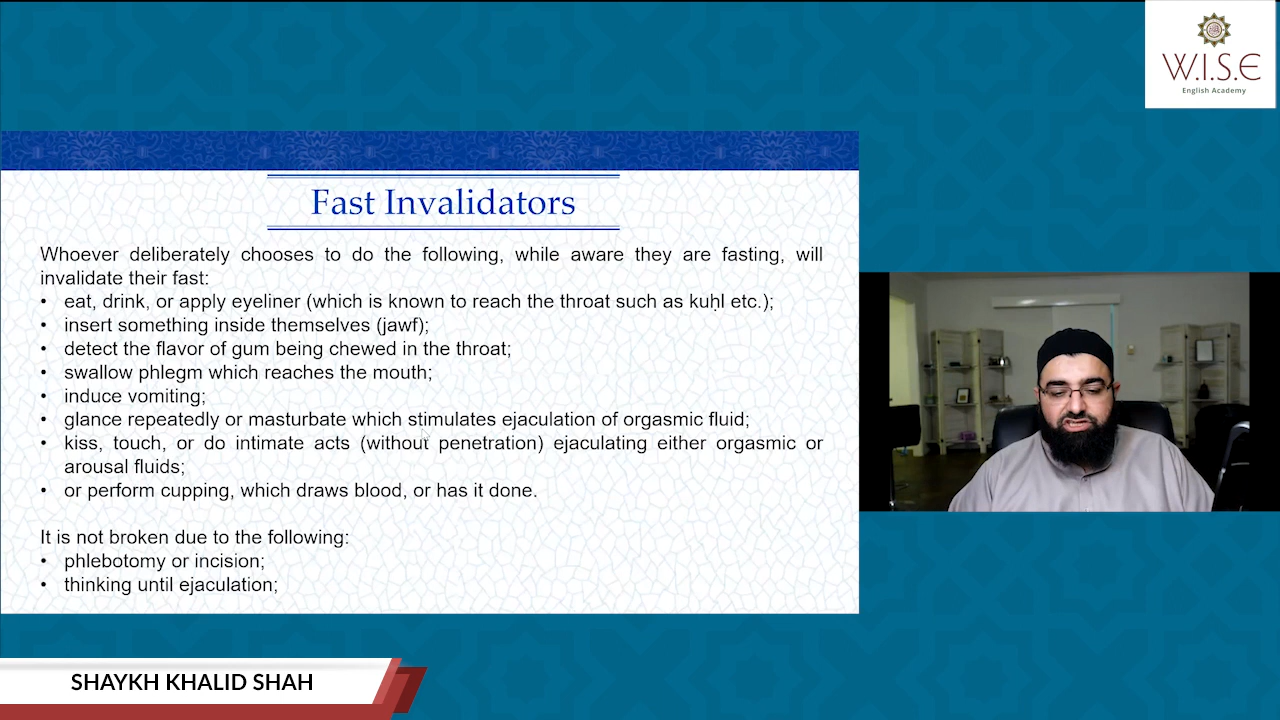 W.I.S.E
English Academy
Fast Invalidators
Whoever deliberately chooses to do the following, while aware they are fasting, will
invalidate their fast:
• eat, drink, or apply eyeliner (which is known to reach the throat such as kuḥl etc.);
• insert something inside themselves (jawf);
• detect the flavor of gum being chewed in the throat;
• swallow phlegm which reaches the mouth;
• induce vomiting;
• glance repeatedly or masturbate which stimulates ejaculation of orgasmic fluid;
• kiss, touch, or do intimate acts (without penetration) ejaculating either orgasmic or
arousal fluids;
• or perform cupping, which draws blood, or has it done.
It is not broken due to the following:
• phlebotomy or incision;
• thinking until ejaculation;
SHAYKH KHALID SHAH